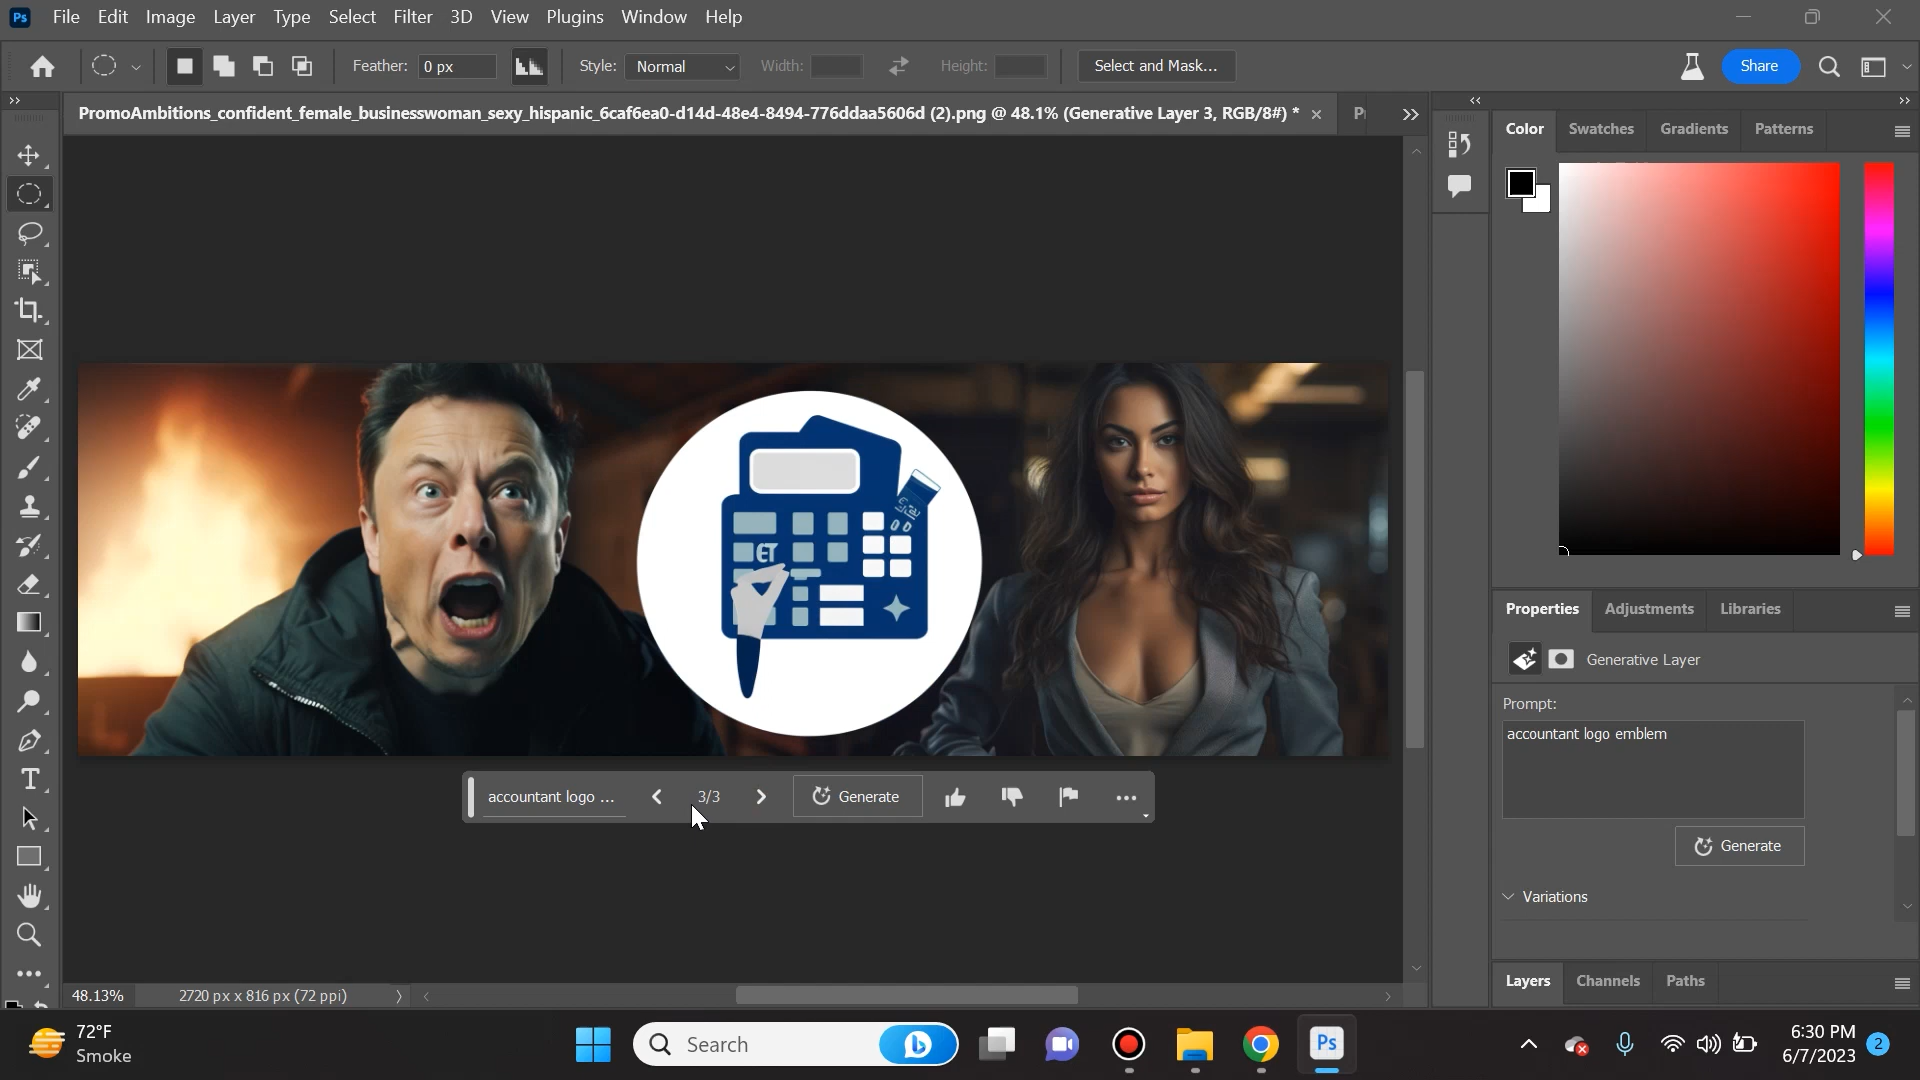 Ps File Edit Image Layer Type Select Filter 3D View Plugins Window Help
Feather: 0 px Style: Normal Width: Height: Select and Mask... Share
PromoAmbitions_confident_female_businesswoman_sexy_hispanic_6caf6ea0-d14d-48e4-8494-776ddaa5606d (2).png @ 48.1% (Generative Layer 3, RGB/8#) *
Color Swatches Gradients Patterns
ET
Properties Adjustments Libraries
Generative Layer
Prompt:
accountant logo emblem
Generate
Variations
accountant logo ... 3/3 Generate
Layers Channels Paths
48.13% 2720 px x 816 px (72 ppi)
72°F
Smoke
Search
Ps
6:30 PM
6/7/2023
2